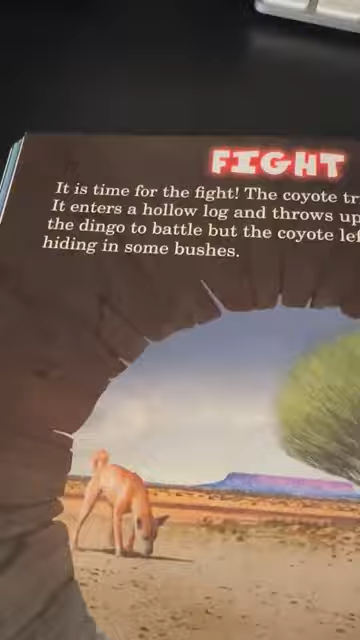 FIGHT
It is time for the fight! The coyote
It enters a hollow log and throws up
the dingo to battle but the coyote
hiding in some bushes.